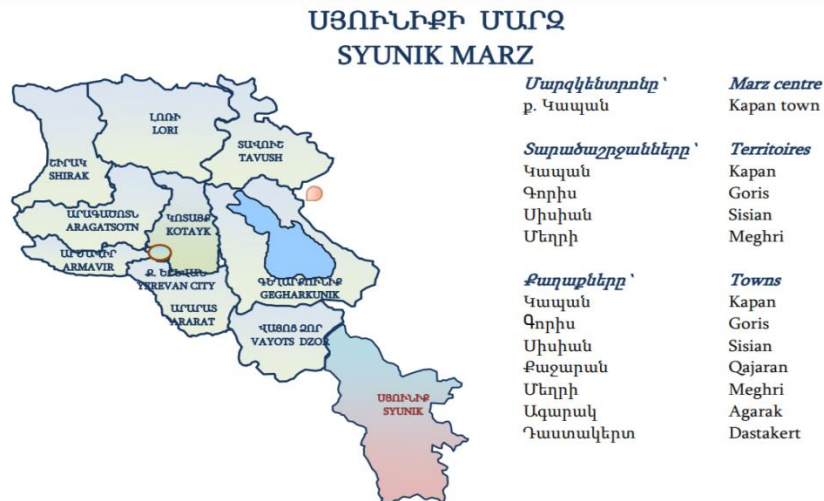 ՍՅՈՒՆԻՔԻ ՄԱՐԶ
SYUNIK MARZ
ԼՈՌԻ
LORI
ՏԱՎՈՒՇ
TAVUSH
ՇԻՐԱԿ
SHIRAK
ԱՐԱԳԱԾՈՏՆ
ARAGATSOTN
ԿՈՏԱՅՔ
KOTAYK
ԱՐՄԱՎԻՐ
ARMAVIR
Ք. ԵՐԵՎԱՆ
YEREVAN CITY
ԳԵՂԱՐՔՈՒՆԻՔ
GEGHARKUNIK
ԱՐԱՐԱՏ
ARARAT
ՎԱՅՈՑ ՁՈՐ
VAYOTS DZOR
ՍՅՈՒՆԻՔ
SYUNIK
Մարզկենտրոնը՝ Marz centre
ք. Կապան Kapan town
Տարածաշրջանները՝ Territoires
Կապան Kapan
Գորիս Goris
Սիսիան Sisian
Մեղրի Meghri
Քաղաքները՝ Towns
Կապան Kapan
Գորիս Goris
Սիսիան Sisian
Քաջարան Qajaran
Մեղրի Meghri
Ագարակ Agarak
Դաստակերտ Dastakert